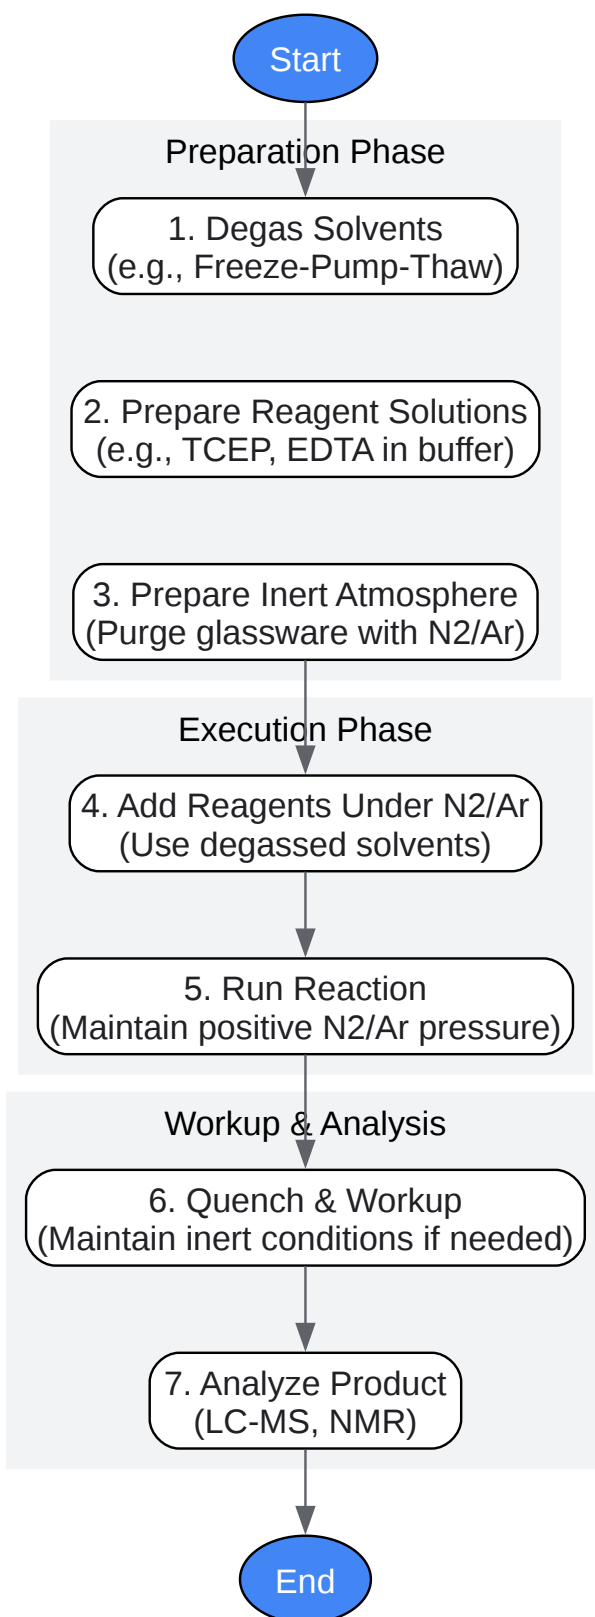 Start
Preparation Phase
1. Degas Solvents
(e.g., Freeze-Pump-Thaw)
2. Prepare Reagent Solutions
(e.g., TCEP, EDTA in buffer)
3. Prepare Inert Atmosphere
(Purge glassware with N2/Ar)
Execution Phase
4. Add Reagents Under N2/Ar
(Use degassed solvents)
5. Run Reaction
(Maintain positive N2/Ar pressure)
Workup & Analysis
6. Quench & Workup
(Maintain inert conditions if needed)
7. Analyze Product
(LC-MS, NMR)
End